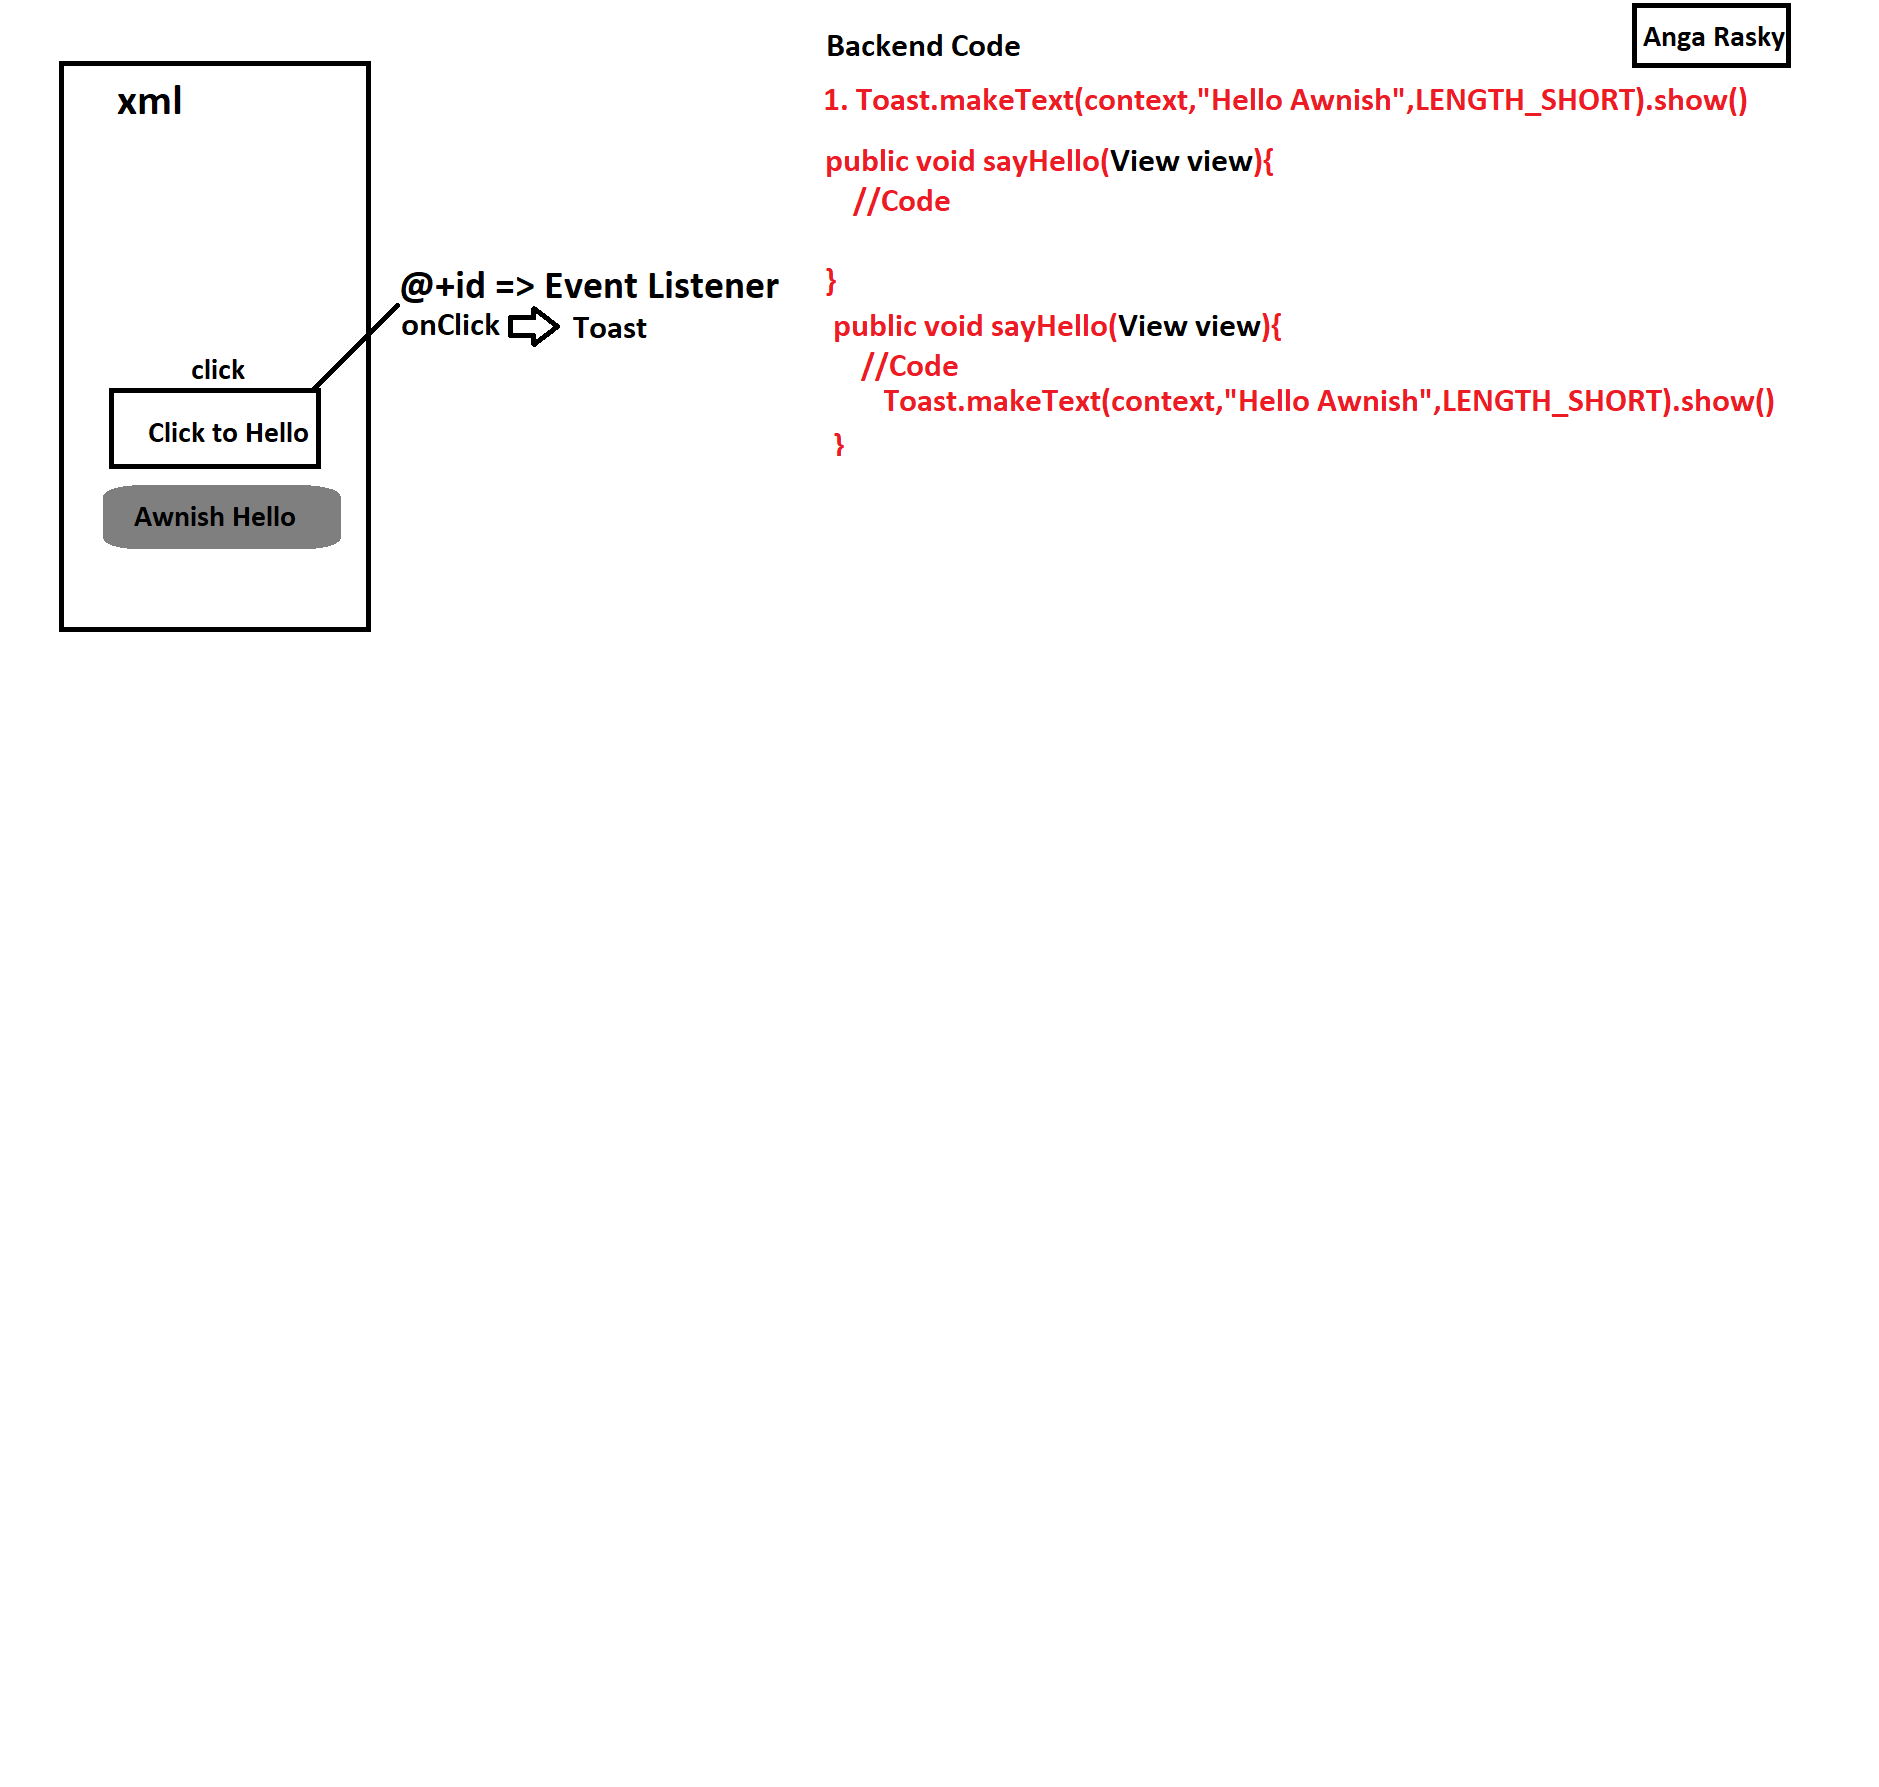 xml
click
Click to Hello
Awnish Hello
@+id => Event Listener
onClick Toast
Backend Code
Anga Rasky
1. Toast.makeText(context,"Hello Awnish",LENGTH_SHORT).show()
public void sayHello(View view){
//Code
}
public void sayHello(View view){
//Code
Toast.makeText(context,"Hello Awnish",LENGTH_SHORT).show()
}